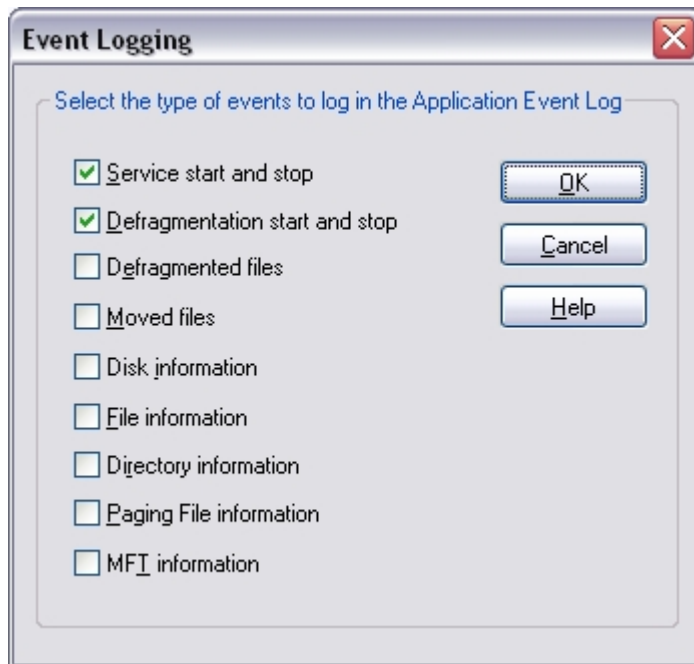 Event Logging
Select the type of events to log in the Application Event Log
Service start and stop
Defragmentation start and stop
Defragmented files
Moved files
Disk information
File information
Directory information
Paging File information
MFT information
OK
Cancel
Help